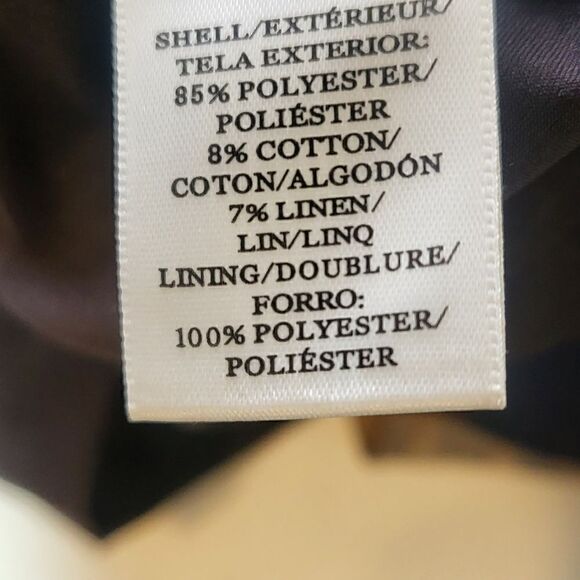 SHELL/EXTÉRIEUR/
TELA EXTERIOR:
85% POLYESTER/
POLIÉSTER
8% COTTON/
COTON/ALGODÓN
7% LINEN/
LIN/LINQ
LINING/DOUBLURE/
FORRO:
100% POLYESTER/
POLIÉSTER